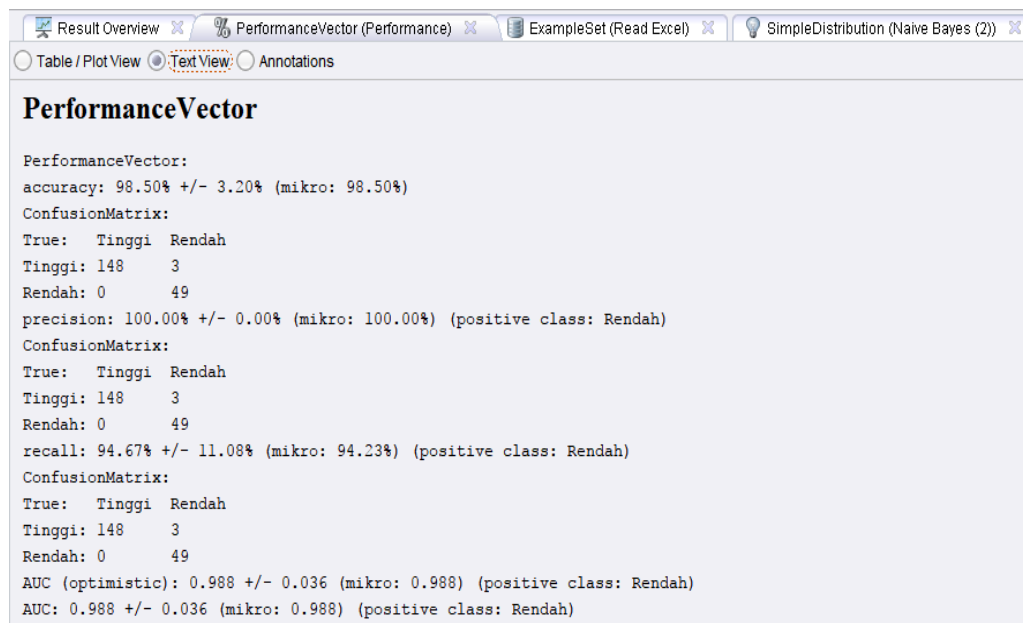 Result Overview PerformanceVector (Performance) ExampleSet (Read Excel) SimpleDistribution (Naive Bayes (2))
Table / Plot View Text View Annotations
PerformanceVector
PerformanceVector:
accuracy: 98.50% +/- 3.20% (mikro: 98.50%)
ConfusionMatrix:
True: Tinggi Rendah
Tinggi: 148 3
Rendah: 0 49
precision: 100.00% +/- 0.00% (mikro: 100.00%) (positive class: Rendah)
ConfusionMatrix:
True: Tinggi Rendah
Tinggi: 148 3
Rendah: 0 49
recall: 94.67% +/- 11.08% (mikro: 94.23%) (positive class: Rendah)
ConfusionMatrix:
True: Tinggi Rendah
Tinggi: 148 3
Rendah: 0 49
AUC (optimistic): 0.988 +/- 0.036 (mikro: 0.988) (positive class: Rendah)
AUC: 0.988 +/- 0.036 (mikro: 0.988) (positive class: Rendah)